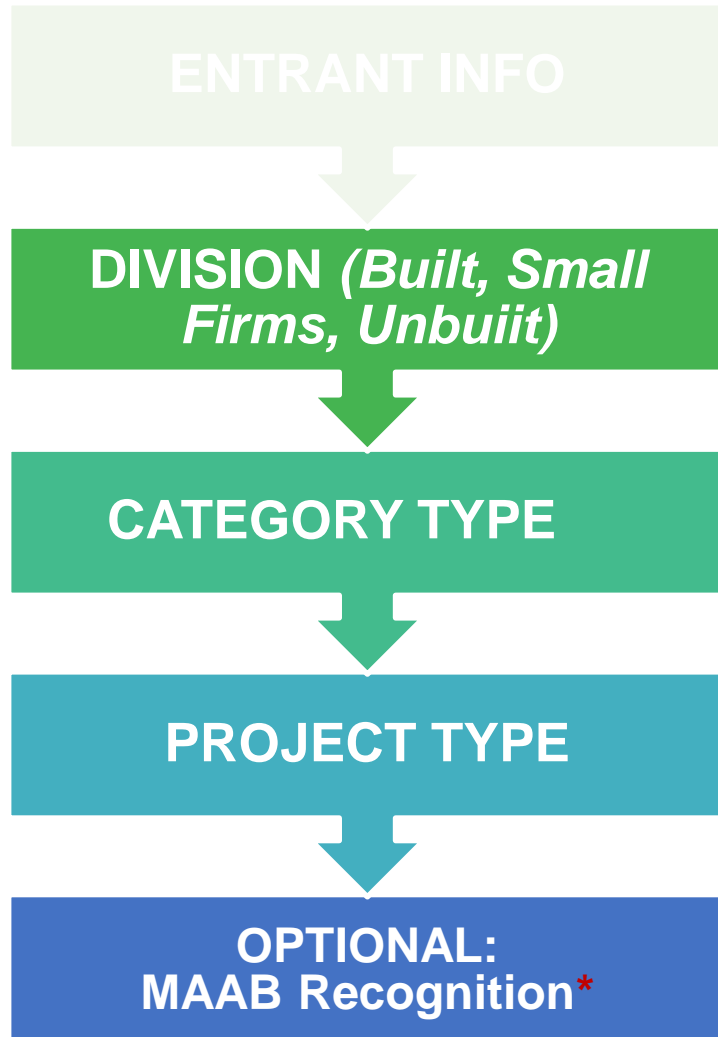 ENTRANT INFO
DIVISION (Built, Small
Firms, Unbuiit)
CATEGORY TYPE
PROJECT TYPE
OPTIONAL:
MAAB Recognition*